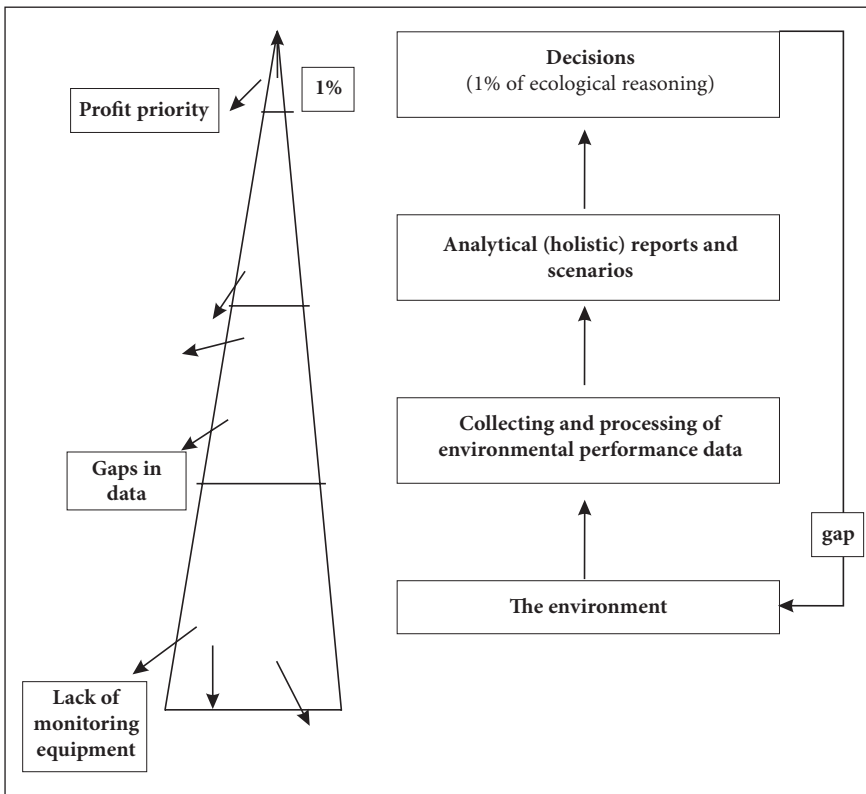 Profit priority
1%
Gaps in
data
Lack of
monitoring
equipment
Decisions
(1% of ecological reasoning)
Analytical (holistic) reports and
scenarios
Collecting and processing of
environmental performance data
The environment
gap